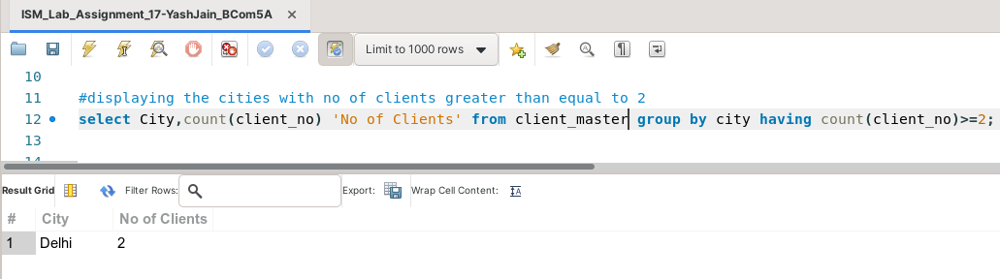 ISM_Lab_Assignment_17-YashJain_BCom5A ×
Limit to 1000 rows
10
11 #displaying the cities with no of clients greater than equal to 2
12 select City,count(client_no) 'No of Clients' from client_master group by city having count(client_no)>=2;
13
14
Result Grid Filter Rows: Export: Wrap Cell Content: IA
# City No of Clients
1 Delhi 2